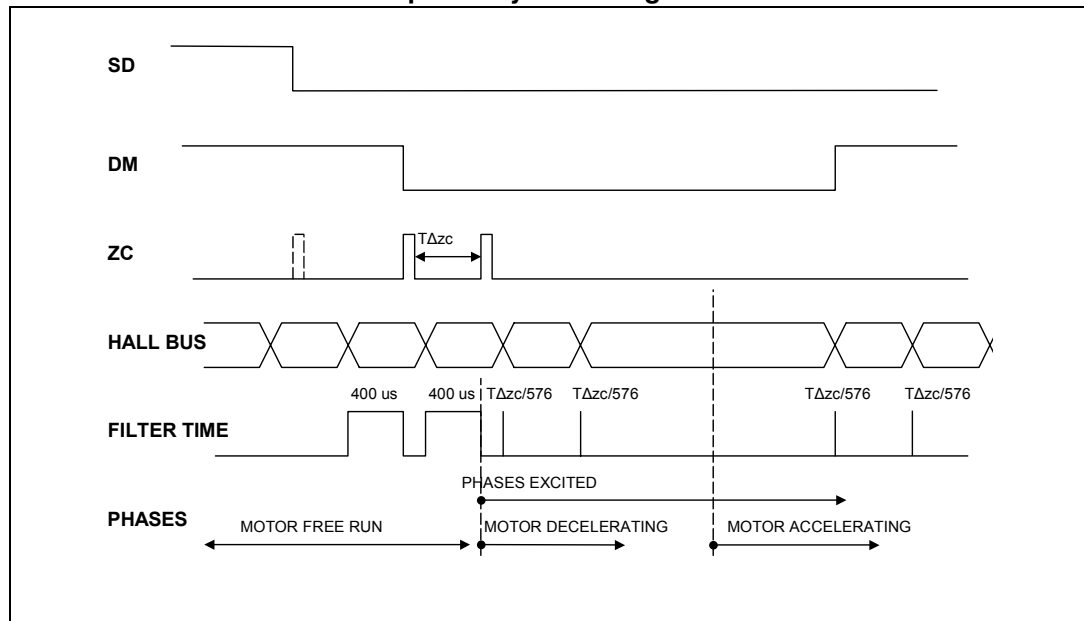 SD
DM
ZC
TΔzc
HALL BUS
400 us 400 us TΔzc/576 TΔzc/576 TΔzc/576 TΔzc/576
FILTER TIME
PHASES EXCITED
PHASES
MOTOR FREE RUN MOTOR DECELERATING MOTOR ACCELERATING